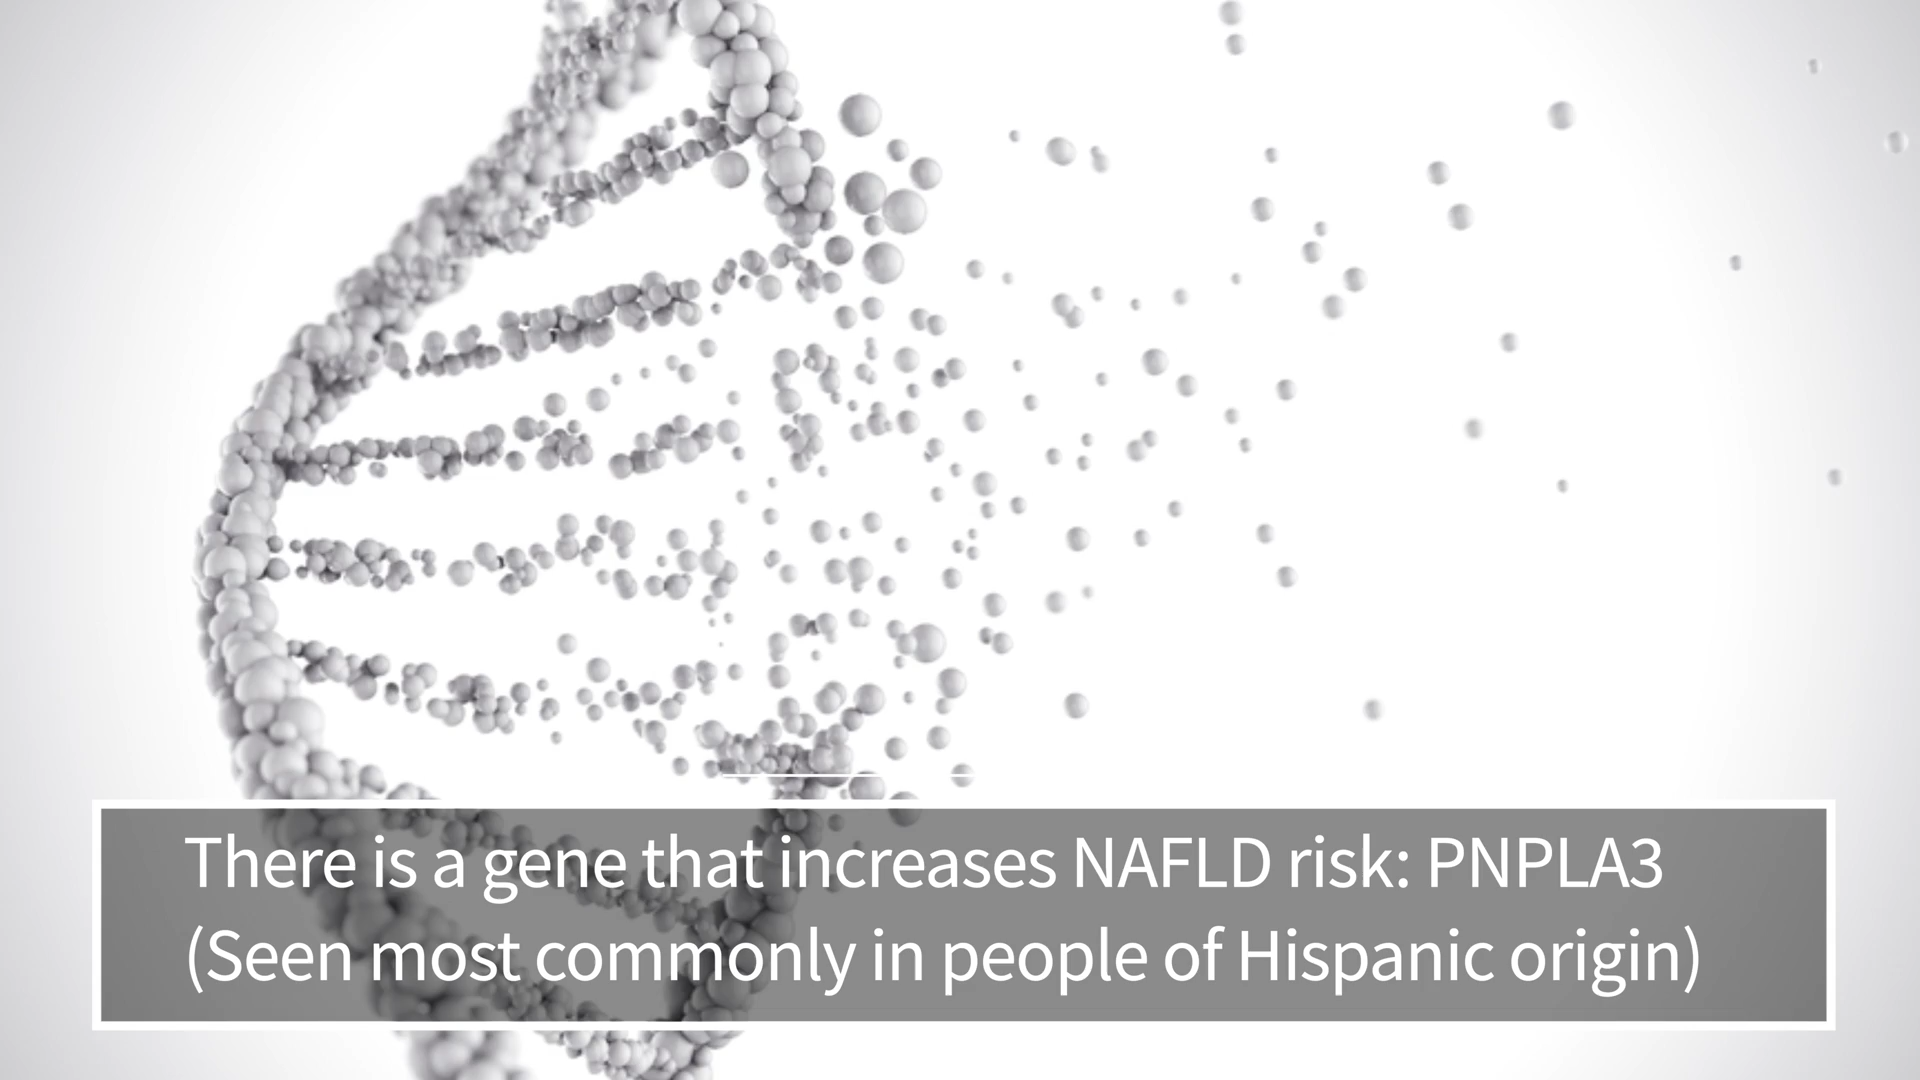 There is a gene that increases NAFLD risk: PNPLA3
(Seen most commonly in people of Hispanic origin)